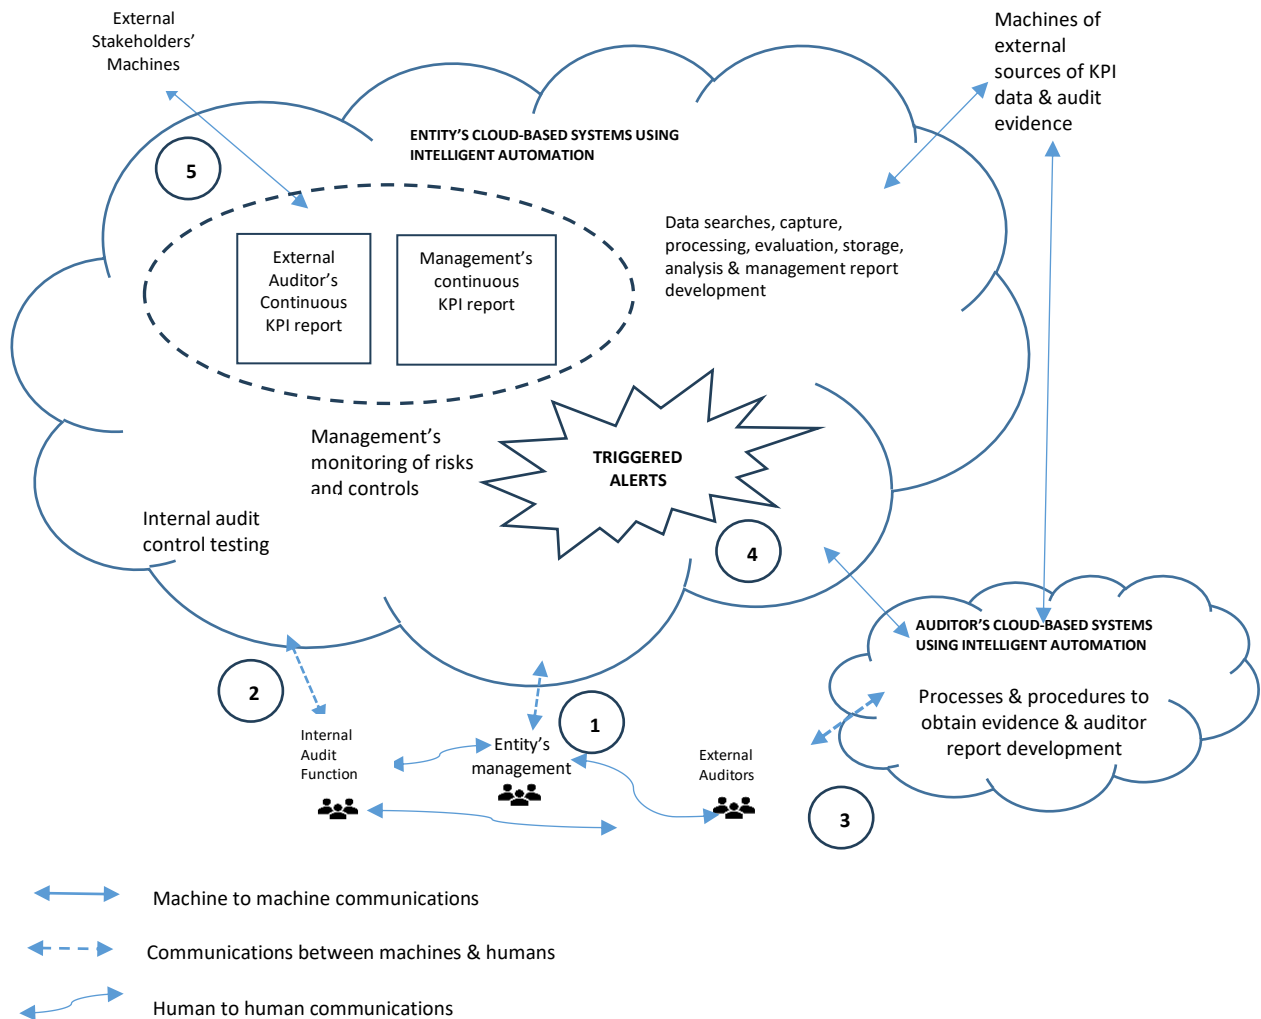 External
Stakeholders'
Machines
Machines of
external
sources of KPI
data & audit
evidence
ENTITY'S CLOUD-BASED SYSTEMS USING
INTELLIGENT AUTOMATION
5
External
Auditor's
Continuous
KPI report
Management's
continuous
KPI report
Data searches, capture,
processing, evaluation, storage,
analysis & management report
development
Management's
monitoring of risks
and controls
TRIGGERED
ALERTS
Internal audit
control testing
4
AUDITOR'S CLOUD-BASED SYSTEMS
USING INTELLIGENT AUTOMATION
Processes & procedures to
obtain evidence & auditor
report development
2
1
Internal
Audit
Function
Entity's
management
External
Auditors
3
Machine to machine communications
Communications between machines & humans
Human to human communications